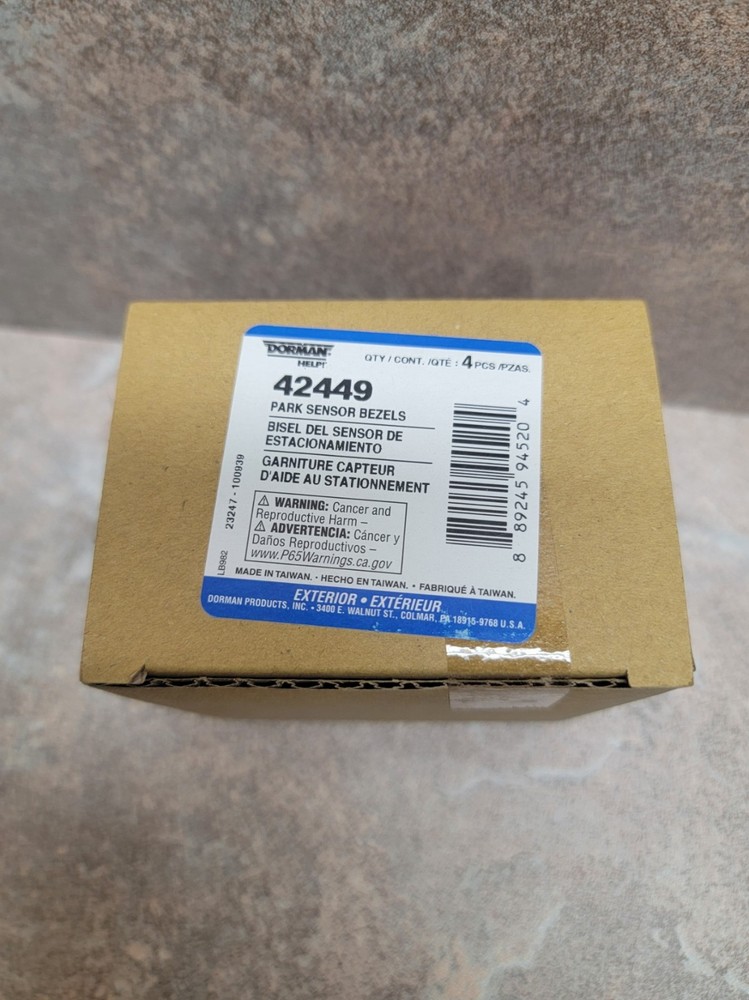 DORMAN
HELP!
QTY / CONT. /QTÉ : 4 PCS /PZAS.
42449
PARK SENSOR BEZELS
BISEL DEL SENSOR DE
ESTACIONAMIENTO
GARNITURE CAPTEUR
D'AIDE AU STATIONNEMENT
⚠ WARNING: Cancer and
Reproductive Harm –
⚠ ADVERTENCIA: Cáncer y
Daños Reproductivos –
www.P65Warnings.ca.gov
23247 - 100939
LB982
8 89245 94520 4
MADE IN TAIWAN. • HECHO EN TAIWAN. • FABRIQUÉ À TAIWAN.
EXTERIOR • EXTÉRIEUR
DORMAN PRODUCTS, INC. • 3400 E. WALNUT ST., COLMAR, PA 18915-9768 U.S.A.